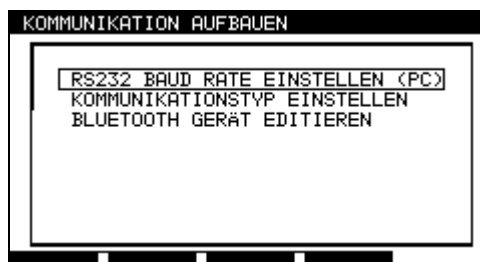 KOMMUNIKATION AUFBAUEN
RS232 BAUD RATE EINSTELLEN (PC)
KOMMUNIKATIONSTYP EINSTELLEN
BLUETOOTH GERÄT EDITIEREN